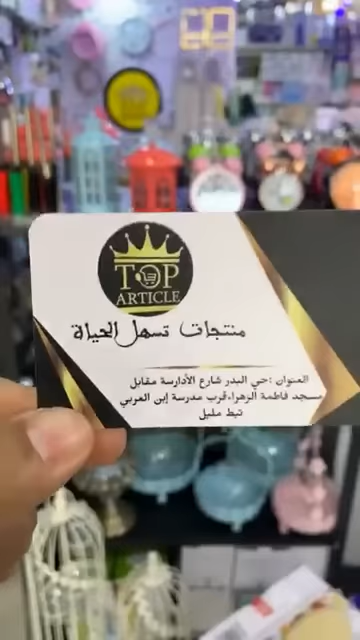 TOP
ARTICLE
منتجات تسهل الحياة
العنوان :حي البدر شارع الأدارسة مقابل
مسجد فاطمة الزهراء،قرب مدرسة إبن العربي
تيط مليل